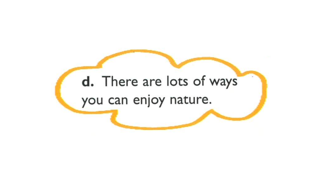 d. There are lots of ways
you can enjoy nature.